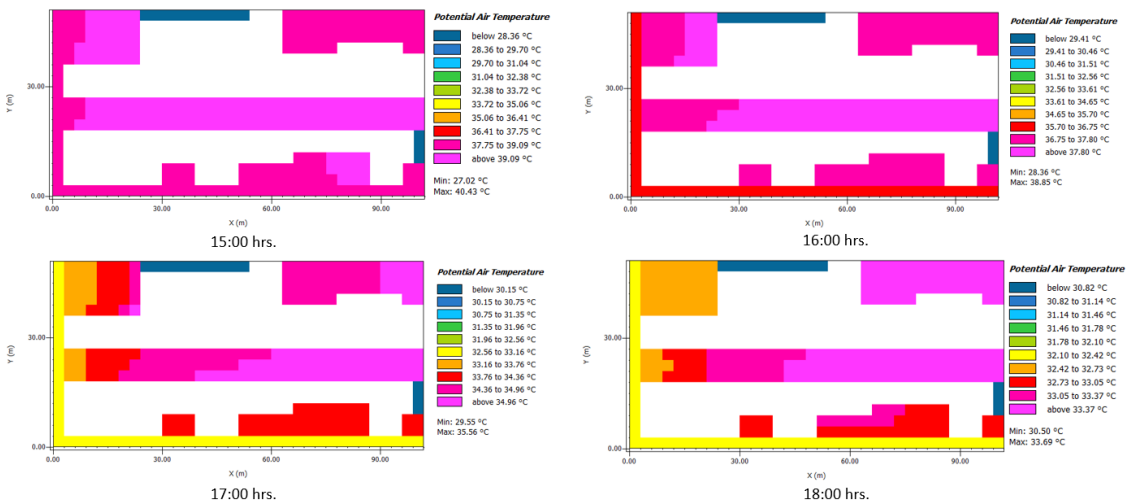 Potential Air Temperature
below 28.36 °C
28.36 to 29.70 °C
29.70 to 31.04 °C
31.04 to 32.38 °C
32.38 to 33.72 °C
33.72 to 35.06 °C
35.06 to 36.41 °C
36.41 to 37.75 °C
37.75 to 39.09 °C
above 39.09 °C
Min: 27.02 °C
Max: 40.43 °C
Y (m)
30.00
0.00
0.00 30.00 60.00 90.00
X (m)
15:00 hrs.
Potential Air Temperature
below 29.41 °C
29.41 to 30.46 °C
30.46 to 31.51 °C
31.51 to 32.56 °C
32.56 to 33.61 °C
33.61 to 34.65 °C
34.65 to 35.70 °C
35.70 to 36.75 °C
36.75 to 37.80 °C
above 37.80 °C
Min: 28.36 °C
Max: 38.85 °C
Y (m)
30.00
0.00
0.00 30.00 60.00 90.00
X (m)
16:00 hrs.
Potential Air Temperature
below 30.15 °C
30.15 to 30.75 °C
30.75 to 31.35 °C
31.35 to 31.96 °C
31.96 to 32.56 °C
32.56 to 33.16 °C
33.16 to 33.76 °C
33.76 to 34.36 °C
34.36 to 34.96 °C
above 34.96 °C
Min: 29.55 °C
Max: 35.56 °C
Y (m)
30.00
0.00
0.00 30.00 60.00 90.00
X (m)
17:00 hrs.
Potential Air Temperature
below 30.82 °C
30.82 to 31.14 °C
31.14 to 31.46 °C
31.46 to 31.78 °C
31.78 to 32.10 °C
32.10 to 32.42 °C
32.42 to 32.73 °C
32.73 to 33.05 °C
33.05 to 33.37 °C
above 33.37 °C
Min: 30.50 °C
Max: 33.69 °C
Y (m)
30.00
0.00
0.00 30.00 60.00 90.00
X (m)
18:00 hrs.